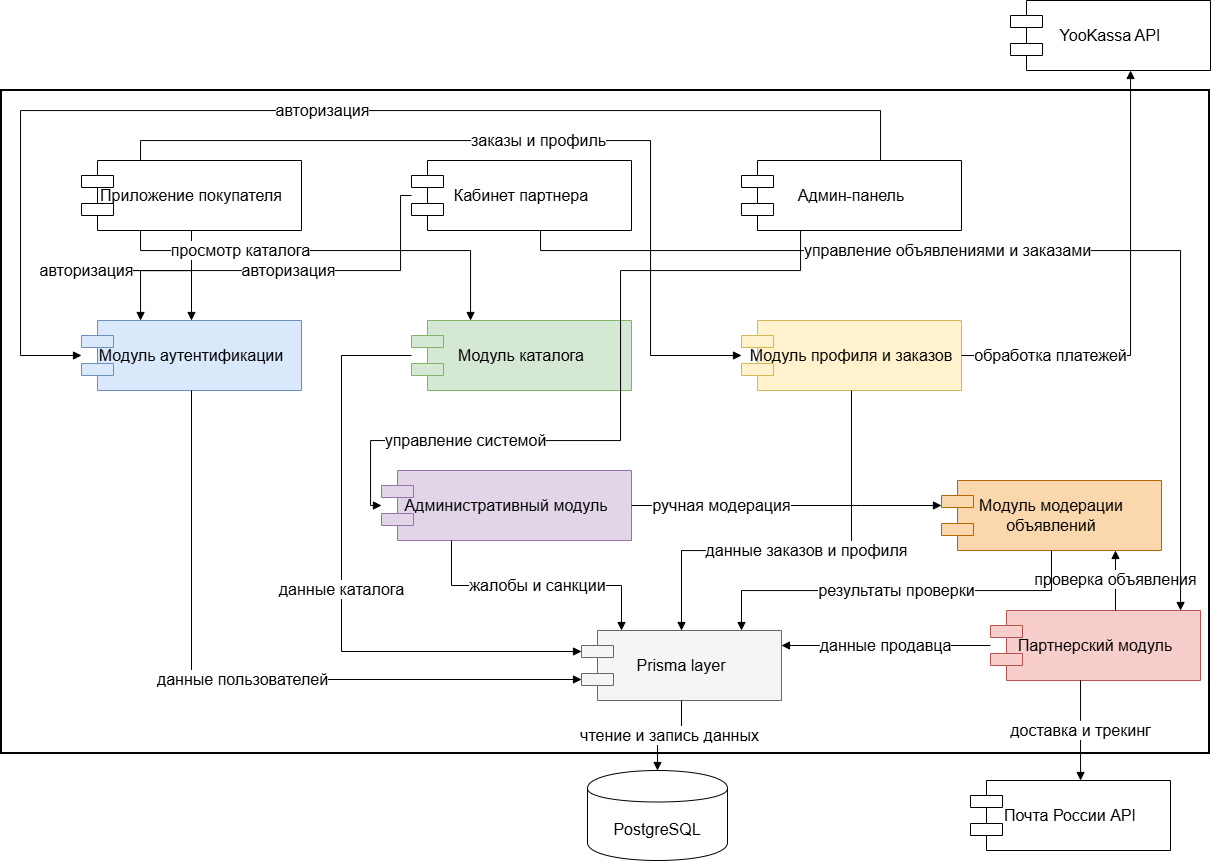 YooKassa API
авторизация
заказы и профиль
Приложение покупателя
Кабинет партнера
Админ-панель
просмотр каталога
управление объявлениями и заказами
авторизация
авторизация
Модуль аутентификации
Модуль каталога
Модуль профиля и заказов
обработка платежей
управление системой
Административный модуль
ручная модерация
Модуль модерации
объявлений
данные заказов и профиля
проверка объявления
жалобы и санкции
данные каталога
результаты проверки
данные продавца
Партнерский модуль
Prisma layer
данные пользователей
доставка и трекинг
чтение и запись данных
Почта России API
PostgreSQL